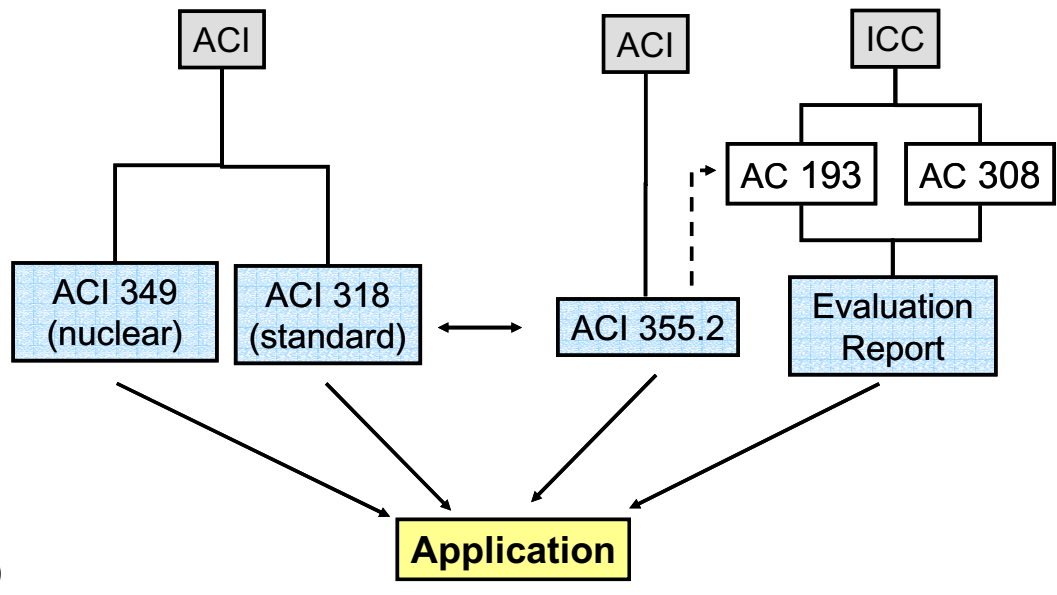 ACI
ACI
ICC
AC 193
AC 308
ACI 349
(nuclear)
ACI 318
(standard)
ACI 355.2
Evaluation
Report
Application
)